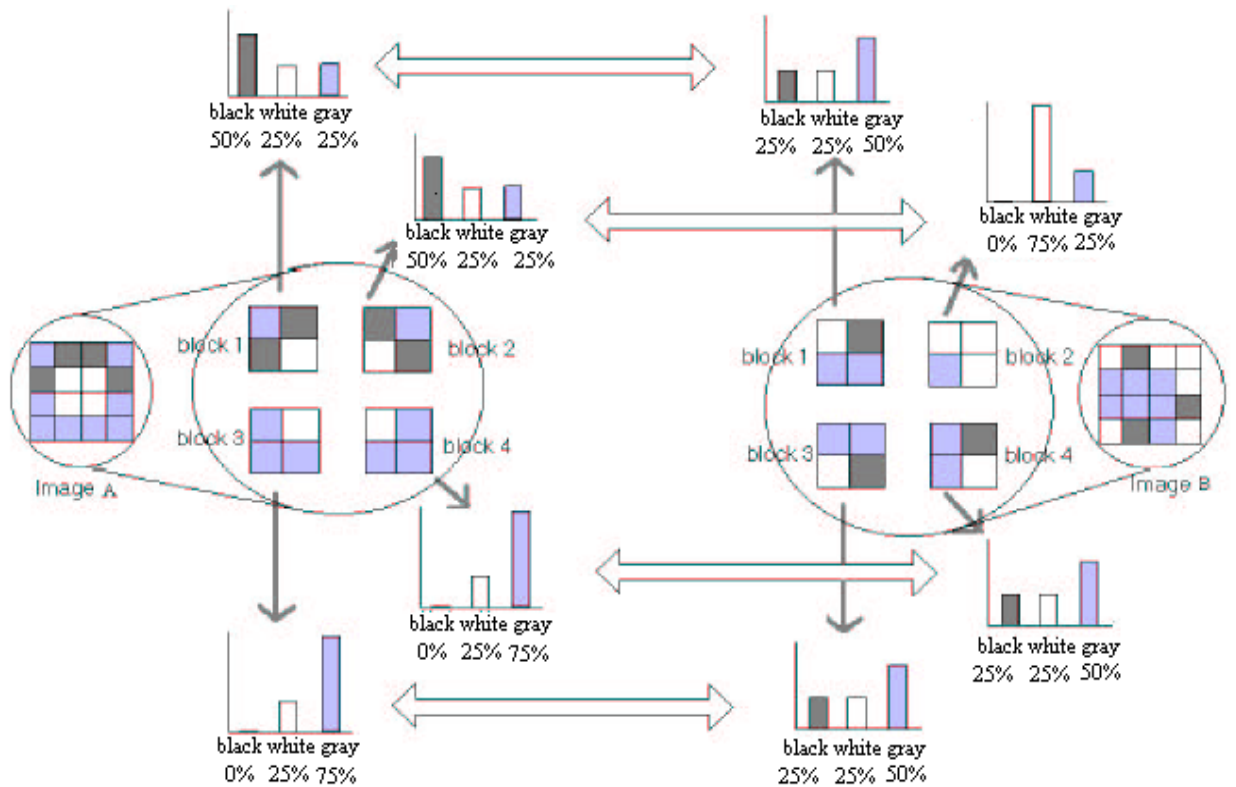 black white gray
50% 25% 25%
black white gray
25% 25% 50%
black white gray
50% 25% 25%
black white gray
0% 75% 25%
block 1
block 2
block 3
block 4
Image A
block 1
block 2
block 3
block 4
Image B
black white gray
0% 25% 75%
black white gray
25% 25% 50%
black white gray
0% 25% 75%
black white gray
25% 25% 50%